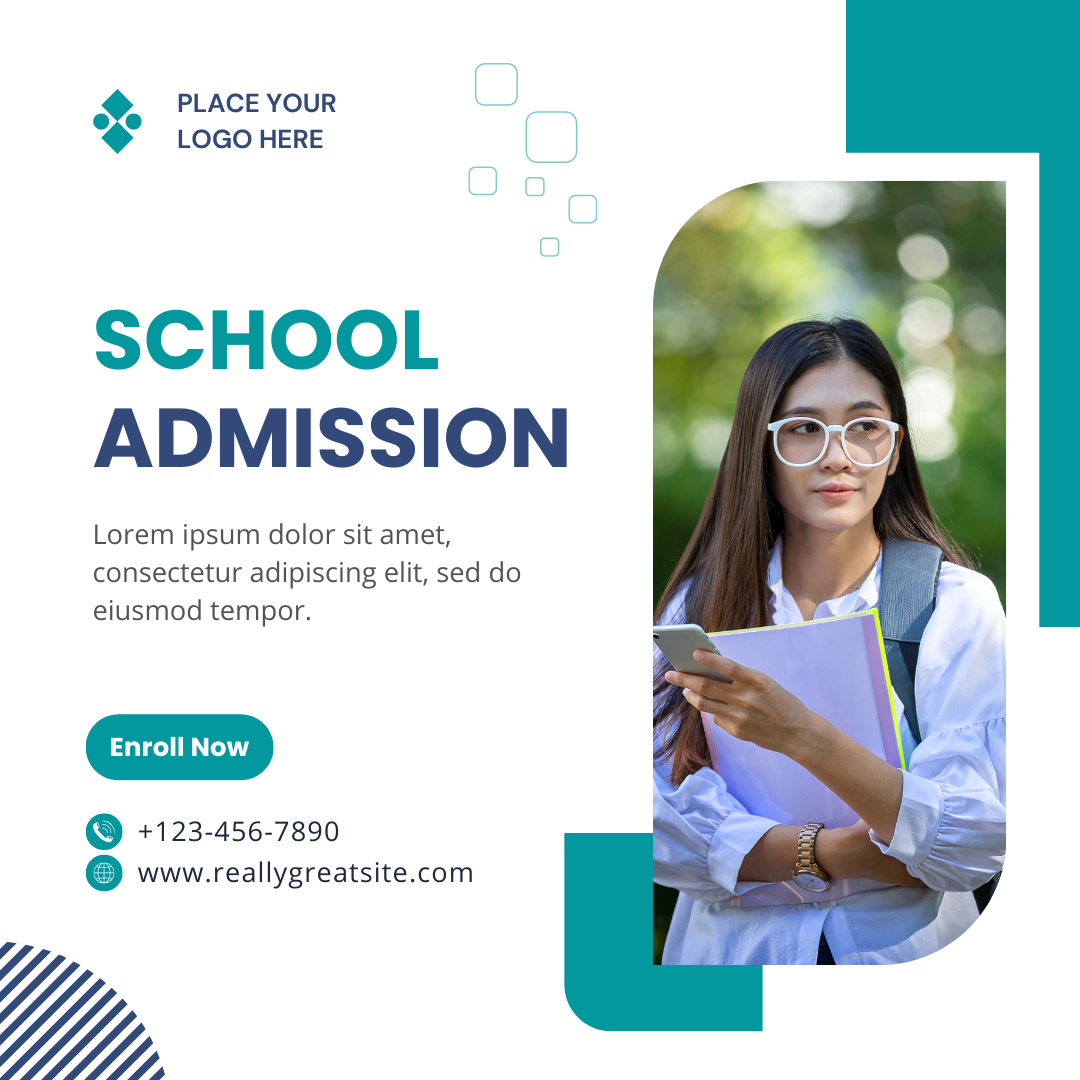 PLACE YOUR
LOGO HERE
SCHOOL
ADMISSION
Lorem ipsum dolor sit amet,
consectetur adipiscing elit, sed do
eiusmod tempor.
Enroll Now
+123-456-7890
www.reallygreatsite.com